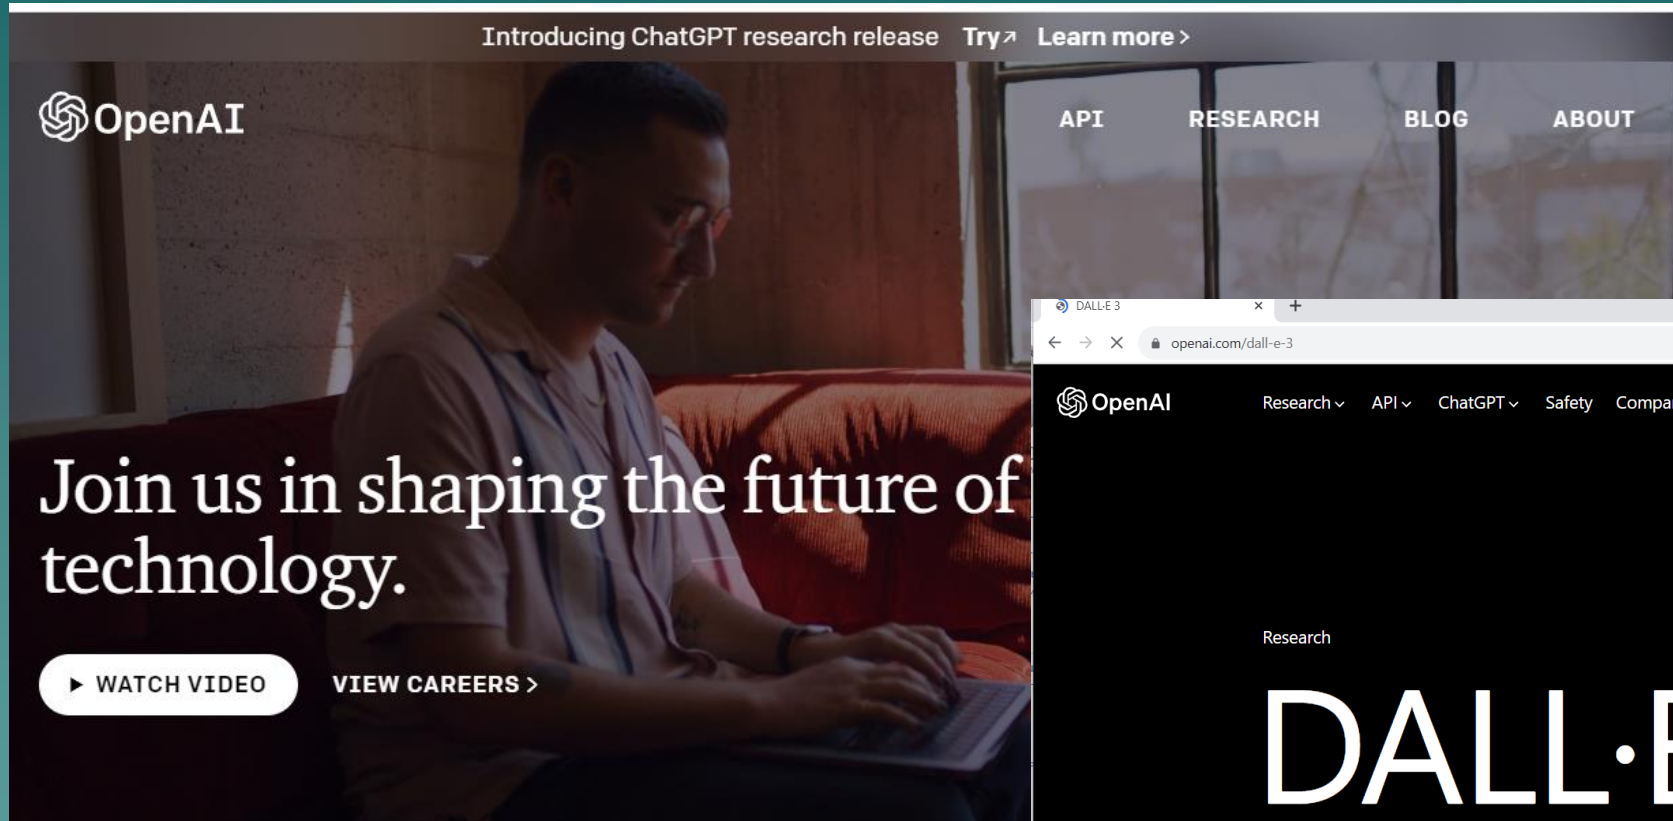 Introducing ChatGPT research release Try↗ Learn more >
OpenAI
API RESEARCH BLOG ABOUT
Join us in shaping the future of
technology.
WATCH VIDEO VIEW CAREERS >
DALL·E 3
openai.com/dall-e-3
OpenAI
Research API ChatGPT Safety Compa
Research
DALL·E